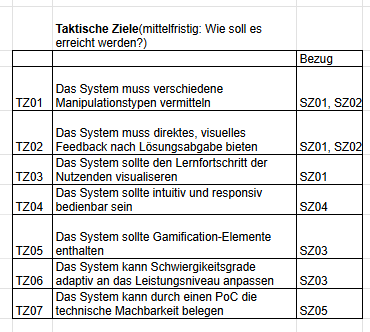 Taktische Ziele(mittelfristig: Wie soll es
erreicht werden?)
Bezug
Das System muss verschiedene
TZ01 Manipulationstypen vermitteln SZ01, SZ02
Das System muss direktes, visuelles
TZ02 Feedback nach Lösungsabgabe bieten SZ01, SZ02
Das System sollte den Lernfortschritt der
TZ03 Nutzenden visualiseren SZ01
Das System sollte intuitiv und responsiv
TZ04 bedienbar sein SZ04
Das System sollte Gamification-Elemente
TZ05 enthalten SZ03
Das System kann Schwiergikeitsgrade
TZ06 adaptiv an das Leistungsniveau anpassen SZ03
Das System kann durch einen PoC die
TZ07 technische Machbarkeit belegen SZ05